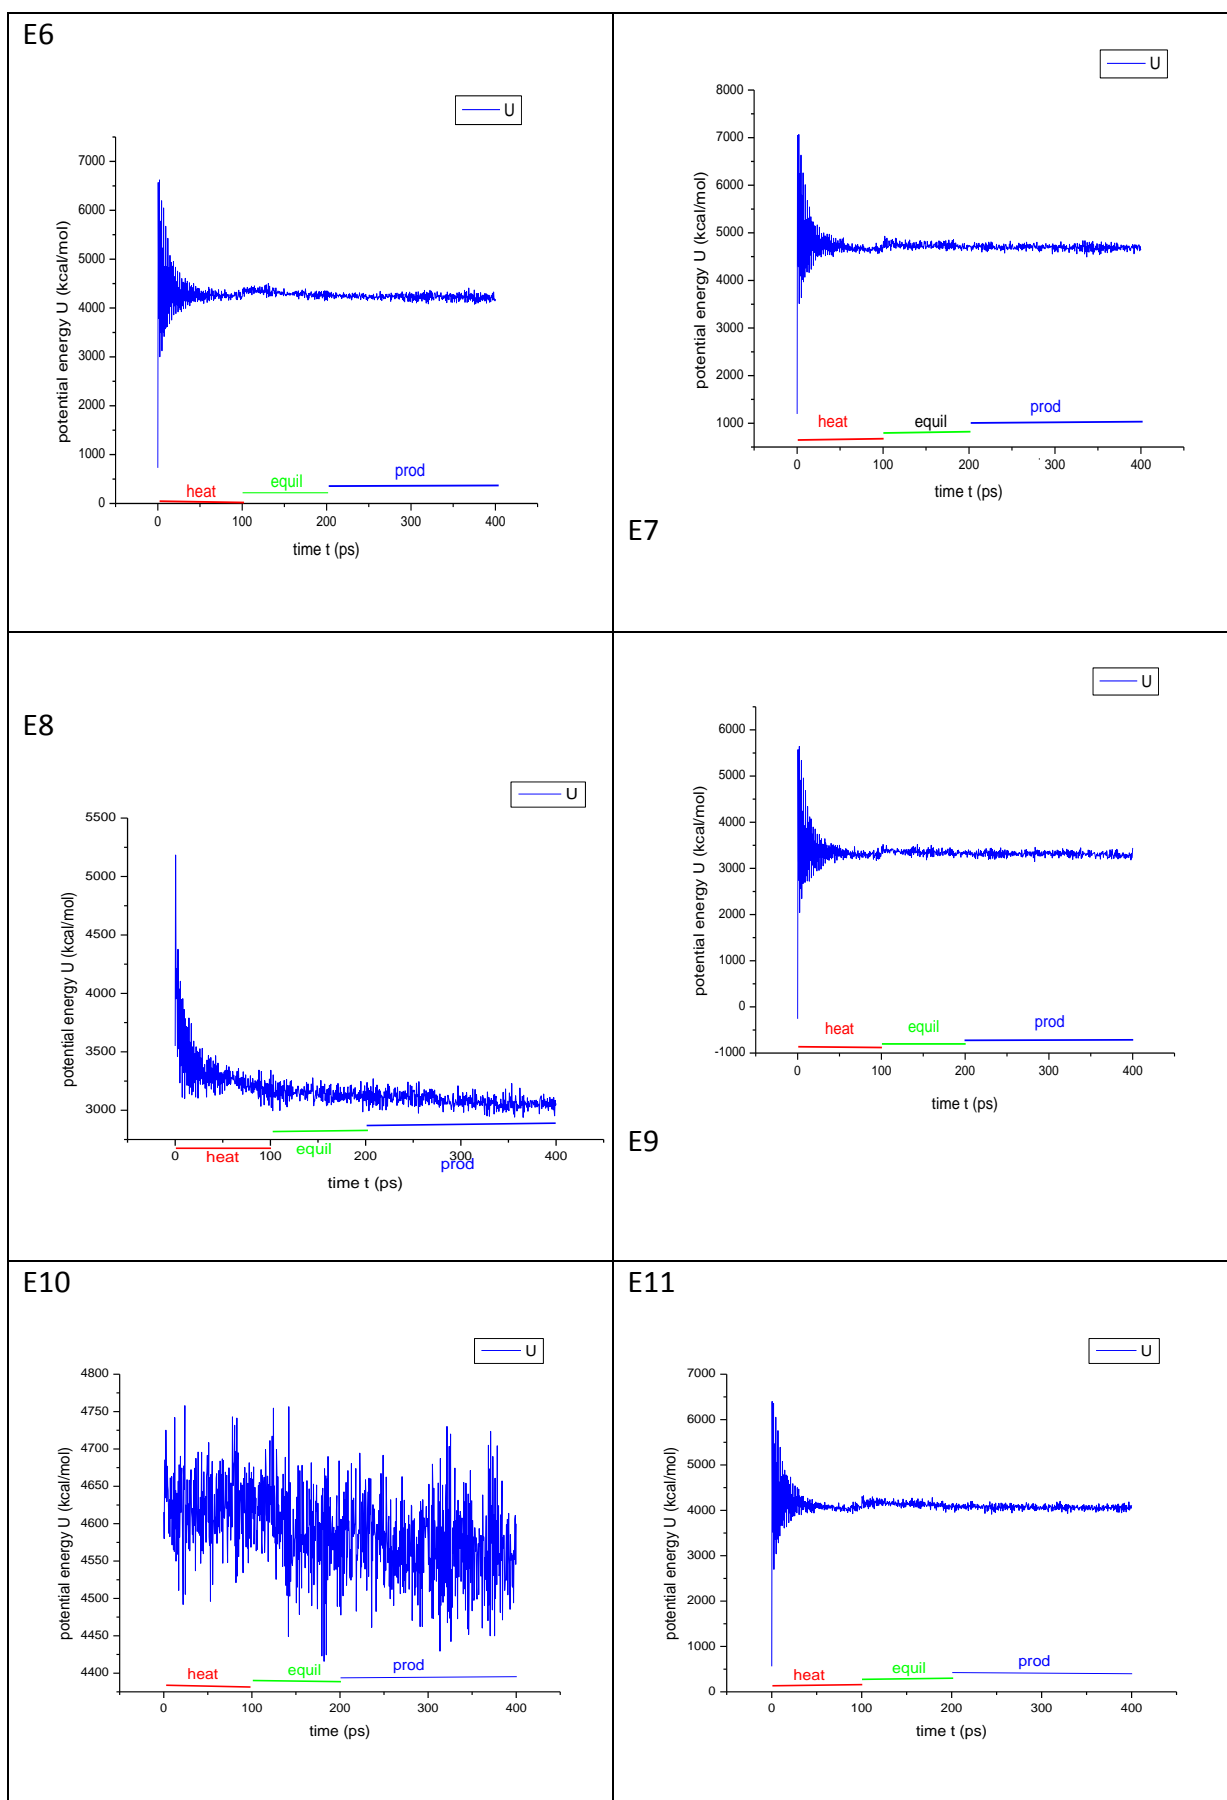 E6
U
potential energy U (kcal/mol)
7000
6000
5000
4000
3000
2000
1000
0
heat
equil
prod
0 100 200 300 400
time t (ps)
U
potential energy U (kcal/mol)
8000
7000
6000
5000
4000
3000
2000
1000
heat
equil
prod
0 100 200 300 400
time t (ps)
E7
E8
U
potential energy U (kcal/mol)
5500
5000
4500
4000
3500
3000
0 100 200 300 400
heat
equil
prod
time t (ps)
U
potential energy U (kcal/mol)
6000
5000
4000
3000
2000
1000
0
-1000
heat
equil
prod
0 100 200 300 400
time t (ps)
E9
E10
U
potential energy U (kcal/mol)
4800
4750
4700
4650
4600
4550
4500
4450
4400
heat
equil
prod
0 100 200 300 400
time (ps)
E11
U
potential energy U (kcal/mol)
7000
6000
5000
4000
3000
2000
1000
0
heat
equil
prod
0 100 200 300 400
time t (ps)